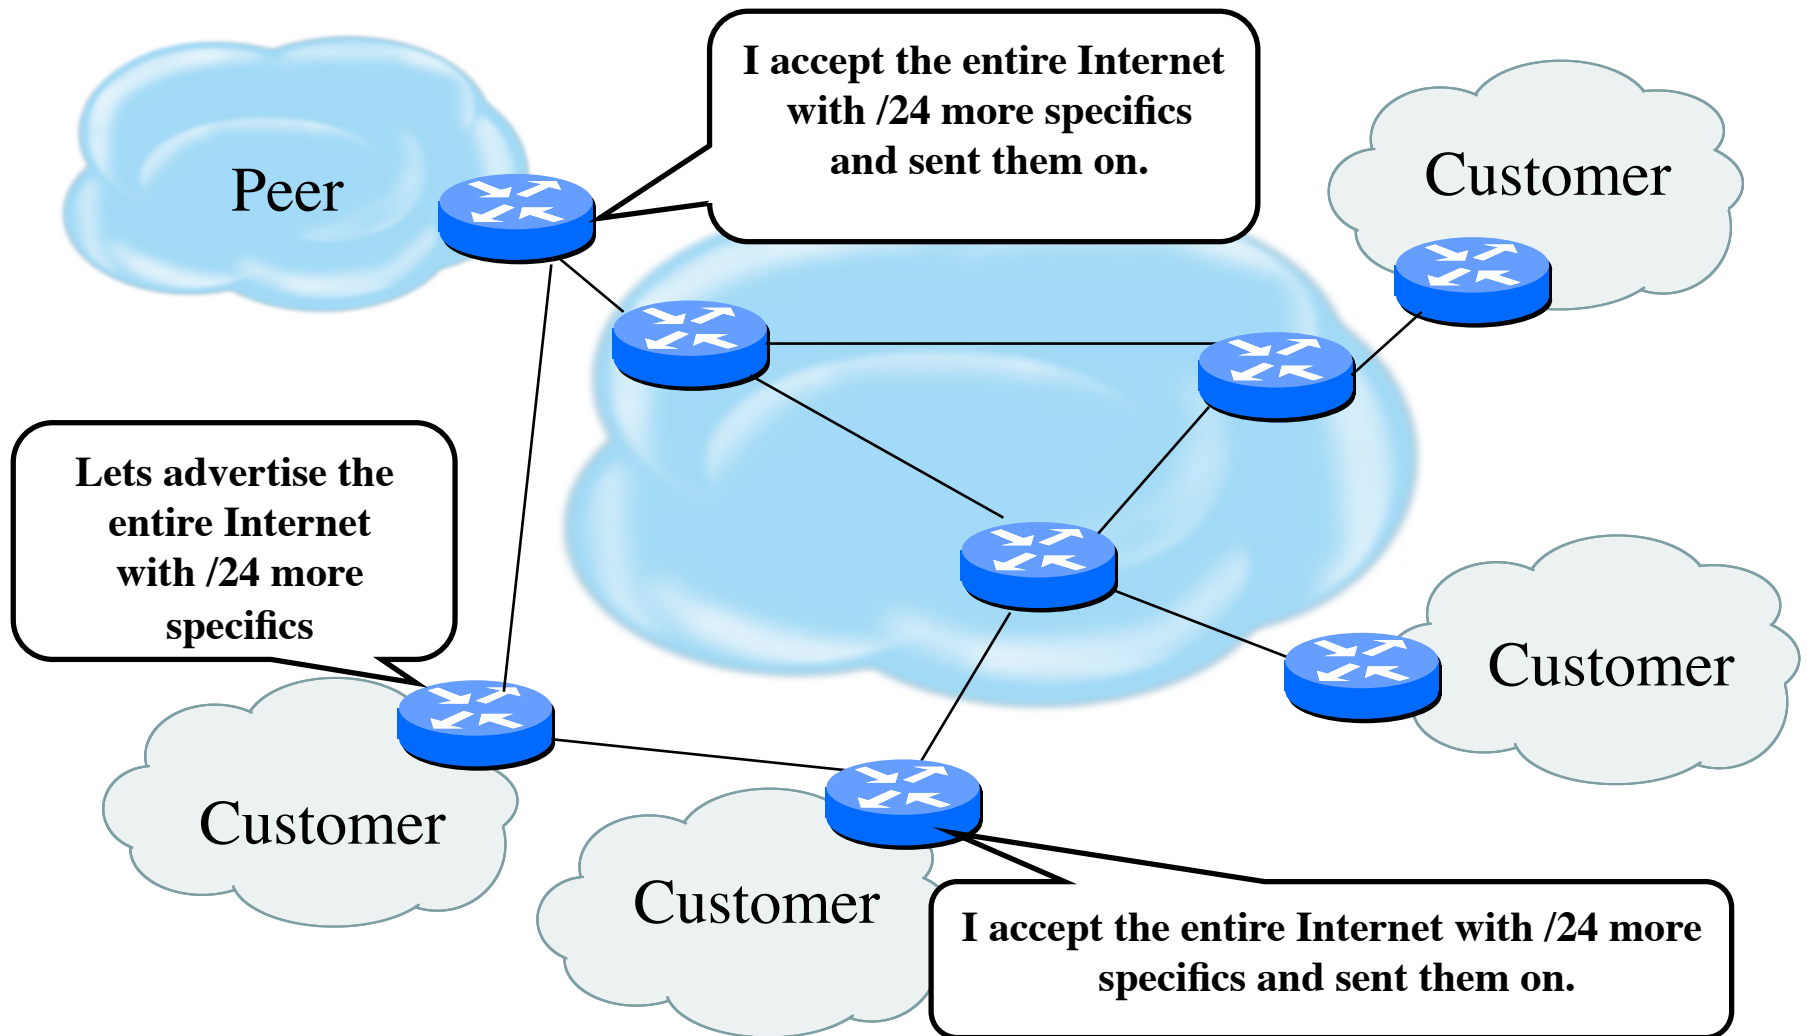 I accept the entire Internet
with /24 more specifics
and sent them on.
Peer
Customer
Lets advertise the
entire Internet
with /24 more
specifics
Customer
Customer
Customer
I accept the entire Internet with /24 more
specifics and sent them on.